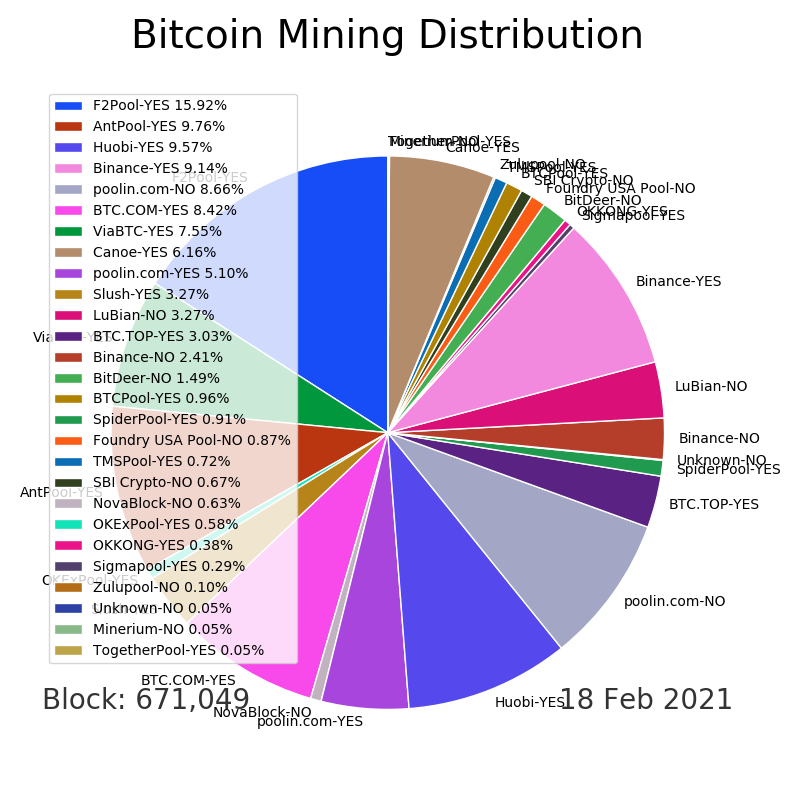 Bitcoin Mining Distribution
F2Pool-YES 15.92%
AntPool-YES 9.76%
Huobi-YES 9.57%
Binance-YES 9.14%
poolin.com-NO 8.66%
BTC.COM-YES 8.42%
ViaBTC-YES 7.55%
Canoe-YES 6.16%
poolin.com-YES 5.10%
Slush-YES 3.27%
LuBian-NO 3.27%
BTC.TOP-YES 3.03%
Binance-NO 2.41%
BitDeer-NO 1.49%
BTCPool-YES 0.96%
SpiderPool-YES 0.91%
Foundry USA Pool-NO 0.87%
TMSPool-YES 0.72%
SBI Crypto-NO 0.67%
NovaBlock-NO 0.63%
OKExPool-YES 0.58%
OKKONG-YES 0.38%
Sigmapool-YES 0.29%
Zulupool-NO 0.10%
Unknown-NO 0.05%
Minerium-NO 0.05%
TogetherPool-YES 0.05%
F2Pool-YES
AntPool-YES
OKExPool-YES
BTC.COM-YES
NovaBlock-NO
poolin.com-YES
Huobi-YES
poolin.com-NO
BTC.TOP-YES
SpiderPool-YES
Unknown-NO
Binance-NO
LuBian-NO
Binance-YES
Sigmapool-YES
OKKONG-YES
BitDeer-NO
Foundry USA Pool-NO
SBI Crypto-NO
BTCPool-YES
TMSPool-YES
Zulupool-NO
Canoe-YES
Block: 671,049
18 Feb 2021